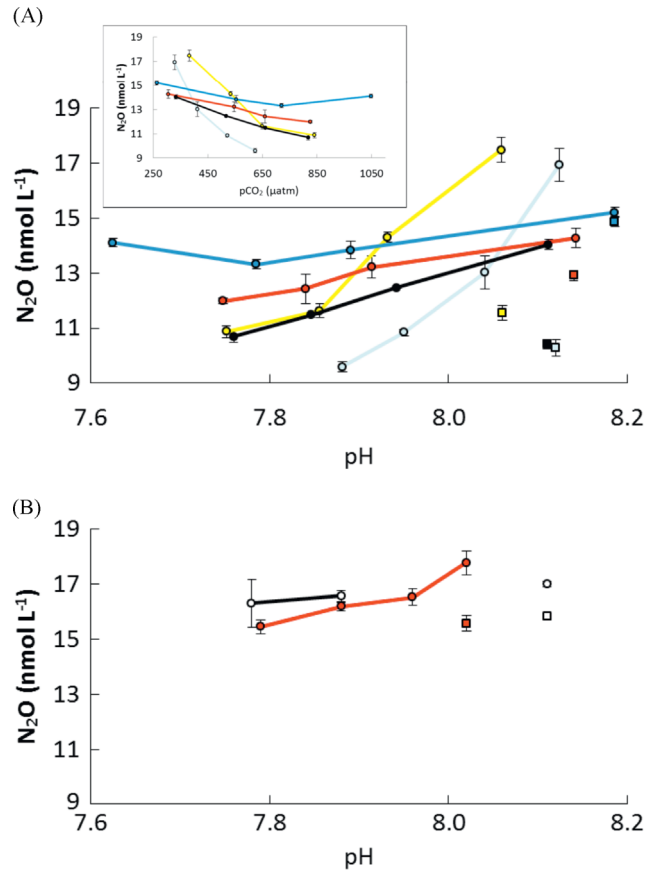 (A)
19
17
15
13
11
9
N₂O (nmol L⁻¹)
250 450 650 850 1050
pCO₂ (µatm)
19
17
15
13
11
9
N₂O (nmol L⁻¹)
7.6 7.8 8.0 8.2
pH
(B)
19
17
15
13
11
9
N₂O (nmol L⁻¹)
7.6 7.8 8.0 8.2
pH